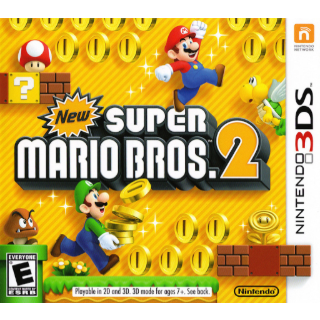 NINTENDO
NINTENDO 3DS
?
New
SUPER
MARIO BROS. 2
EVERYONE
E
ESRB
Playable in 2D and 3D. 3D mode for ages 7+. See back.
Nintendo